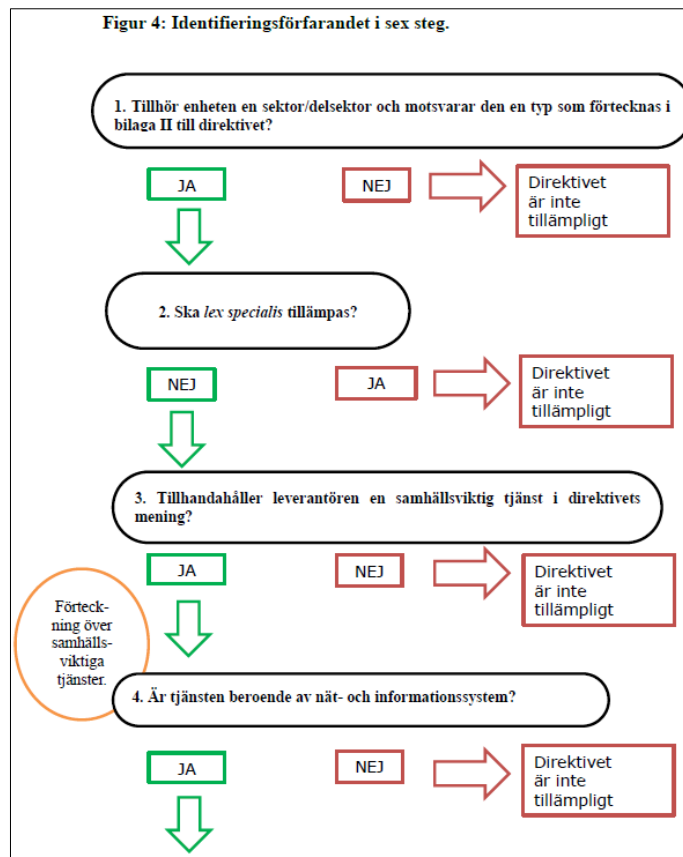 Figur 4: Identifieringsförfarandet i sex steg.
1. Tillhör enheten en sektor/delsektor och motsvarar den en typ som förtecknas i
bilaga II till direktivet?
JA
NEJ
Direktivet
är inte
tillämpligt
2. Ska lex specialis tillämpas?
NEJ
JA
Direktivet
är inte
tillämpligt
3. Tillhandahåller leverantören en samhällsviktig tjänst i direktivets
mening?
JA
NEJ
Direktivet
är inte
tillämpligt
Förteck-
ning över
samhälls-
viktiga
tjänster.
4. Är tjänsten beroende av nät- och informationssystem?
JA
NEJ
Direktivet
är inte
tillämpligt